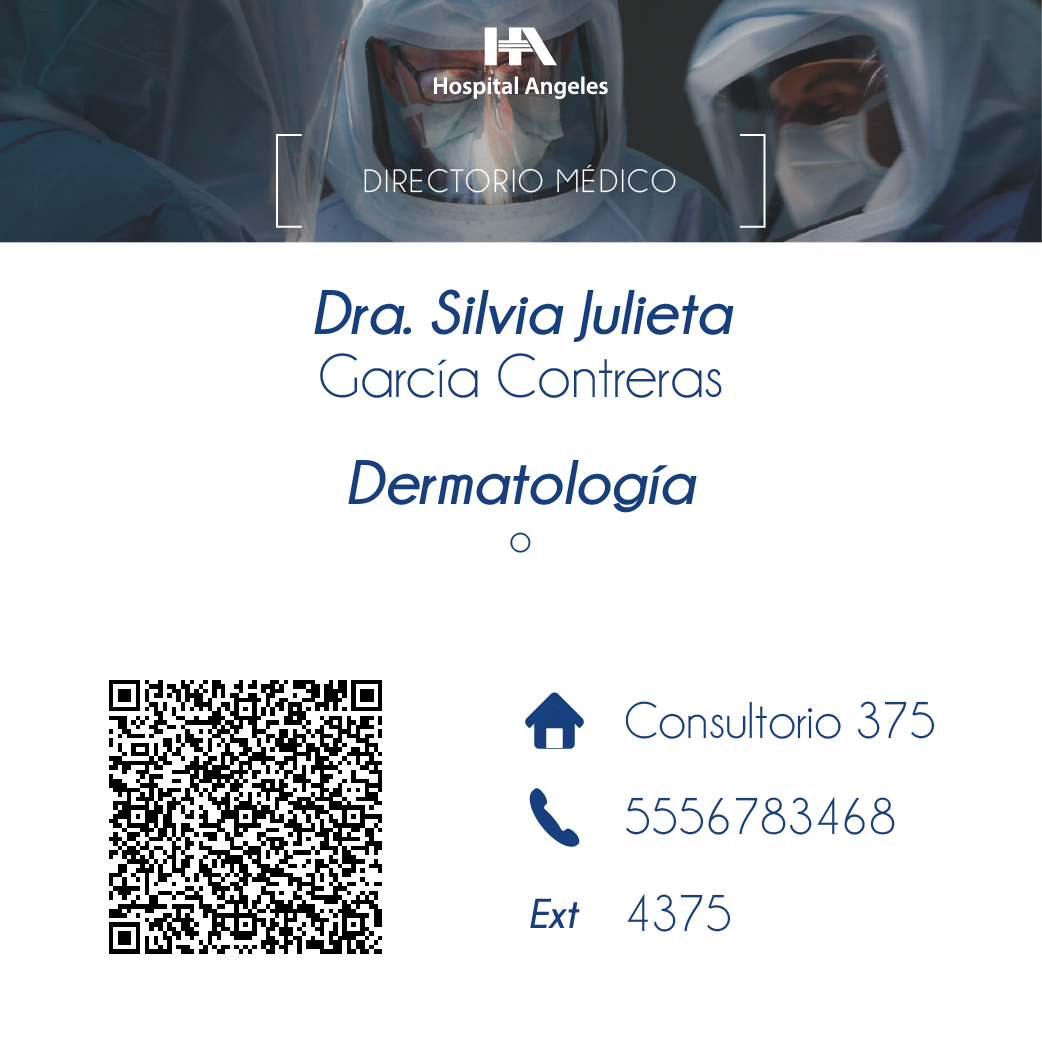 Hospital Angeles
DIRECTORIO MÉDICO
Dra. Silvia Julieta
García Contreras
Dermatología
Consultorio 375
5556783468
Ext 4375